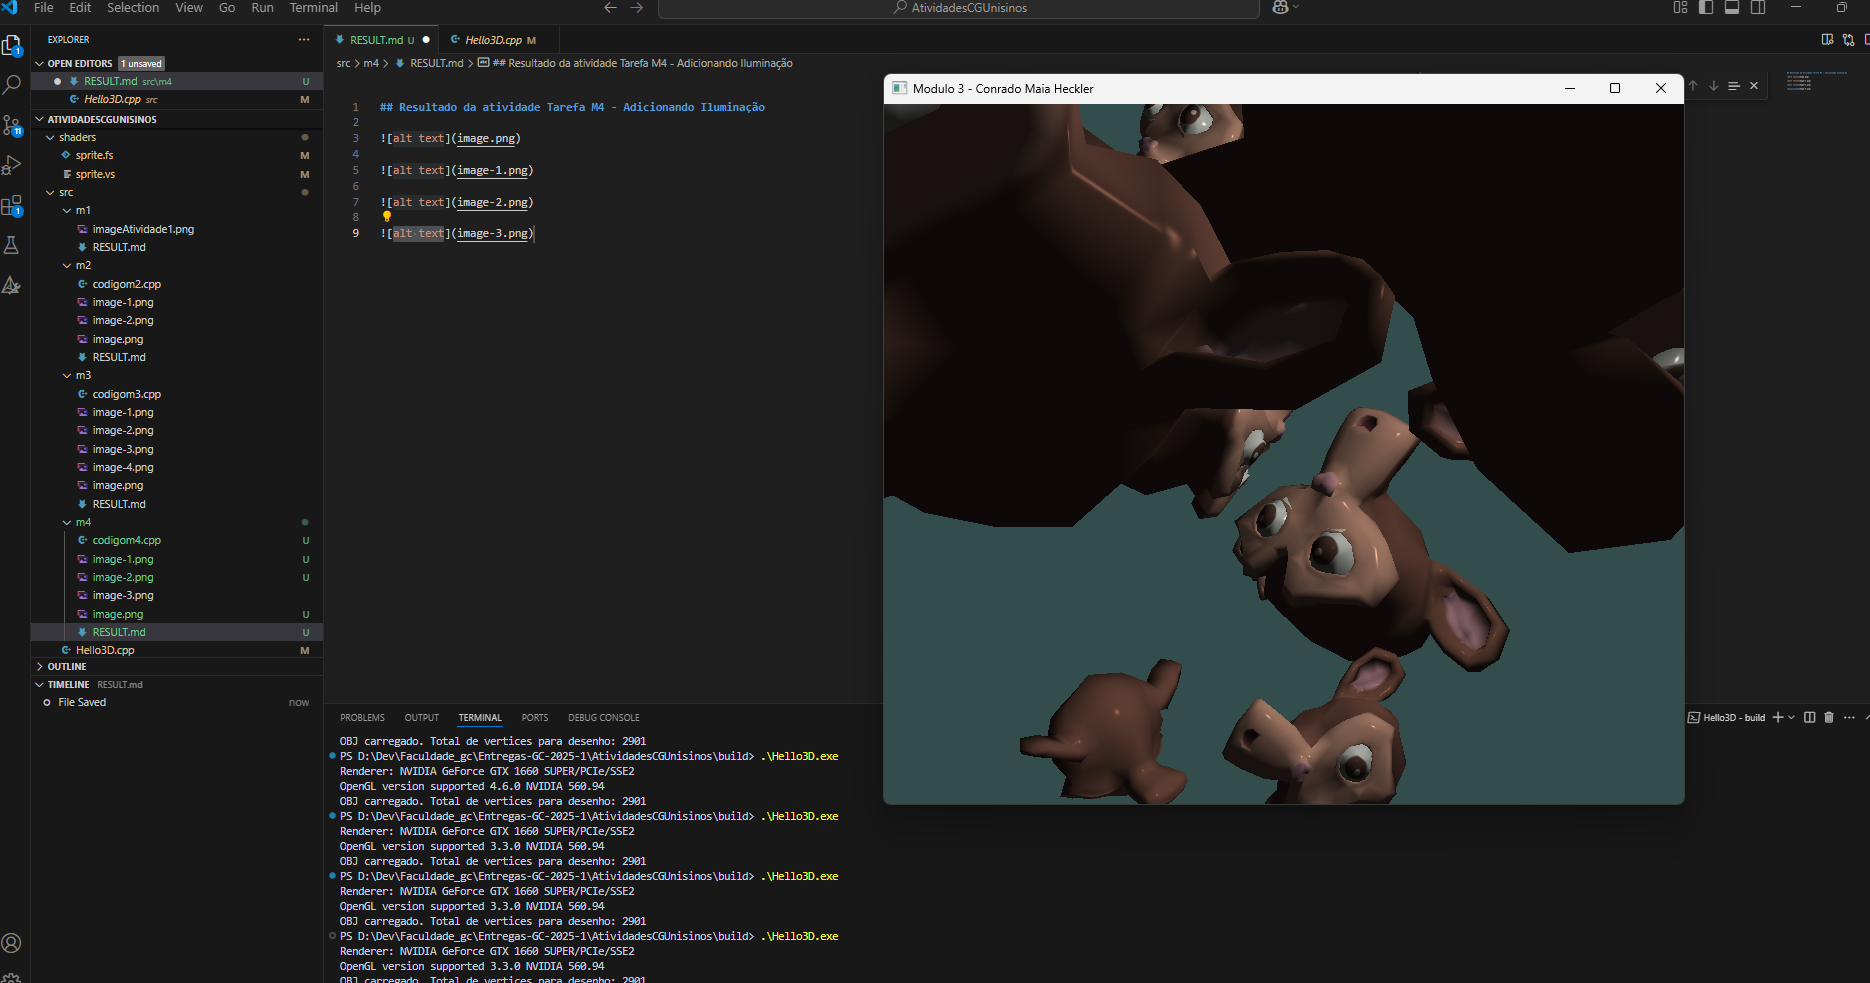 File Edit Selection View Go Run Terminal Help
AtividadesCGUnisinos
EXPLORER
OPEN EDITORS 1 unsaved
RESULT.md src\m4 U
Hello3D.cpp src M
ATIVIDADESCGUNISINOS
shaders
sprite.fs M
sprite.vs M
src
m1
imageAtividade1.png
RESULT.md
m2
codigom2.cpp
image-1.png
image-2.png
image.png
RESULT.md
m3
codigom3.cpp
image-1.png
image-2.png
image-3.png
image-4.png
image.png
RESULT.md
m4
codigom4.cpp U
image-1.png U
image-2.png U
image-3.png
image.png U
RESULT.md U
Hello3D.cpp M
OUTLINE
TIMELINE RESULT.md
File Saved now
RESULT.md U
Hello3D.cpp M
src > m4 > RESULT.md > ## Resultado da atividade Tarefa M4 - Adicionando Iluminação
1 ## Resultado da atividade Tarefa M4 - Adicionando Iluminação
2
3 ![alt text](image.png)
4
5 ![alt text](image-1.png)
6
7 ![alt text](image-2.png)
8
9 ![alt text](image-3.png)
Modulo 3 - Conrado Maia Heckler
PROBLEMS OUTPUT TERMINAL PORTS DEBUG CONSOLE
Hello3D - build
OBJ carregado. Total de vertices para desenho: 2901
PS D:\Dev\Faculdade_gc\Entregas-GC-2025-1\AtividadesCGUnisinos\build> .\Hello3D.exe
Renderer: NVIDIA GeForce GTX 1660 SUPER/PCIe/SSE2
OpenGL version supported 4.6.0 NVIDIA 560.94
OBJ carregado. Total de vertices para desenho: 2901
PS D:\Dev\Faculdade_gc\Entregas-GC-2025-1\AtividadesCGUnisinos\build> .\Hello3D.exe
Renderer: NVIDIA GeForce GTX 1660 SUPER/PCIe/SSE2
OpenGL version supported 3.3.0 NVIDIA 560.94
OBJ carregado. Total de vertices para desenho: 2901
PS D:\Dev\Faculdade_gc\Entregas-GC-2025-1\AtividadesCGUnisinos\build> .\Hello3D.exe
Renderer: NVIDIA GeForce GTX 1660 SUPER/PCIe/SSE2
OpenGL version supported 3.3.0 NVIDIA 560.94
OBJ carregado. Total de vertices para desenho: 2901
PS D:\Dev\Faculdade_gc\Entregas-GC-2025-1\AtividadesCGUnisinos\build> .\Hello3D.exe
Renderer: NVIDIA GeForce GTX 1660 SUPER/PCIe/SSE2
OpenGL version supported 3.3.0 NVIDIA 560.94
OBJ carregado. Total de vertices para desenho: 2901